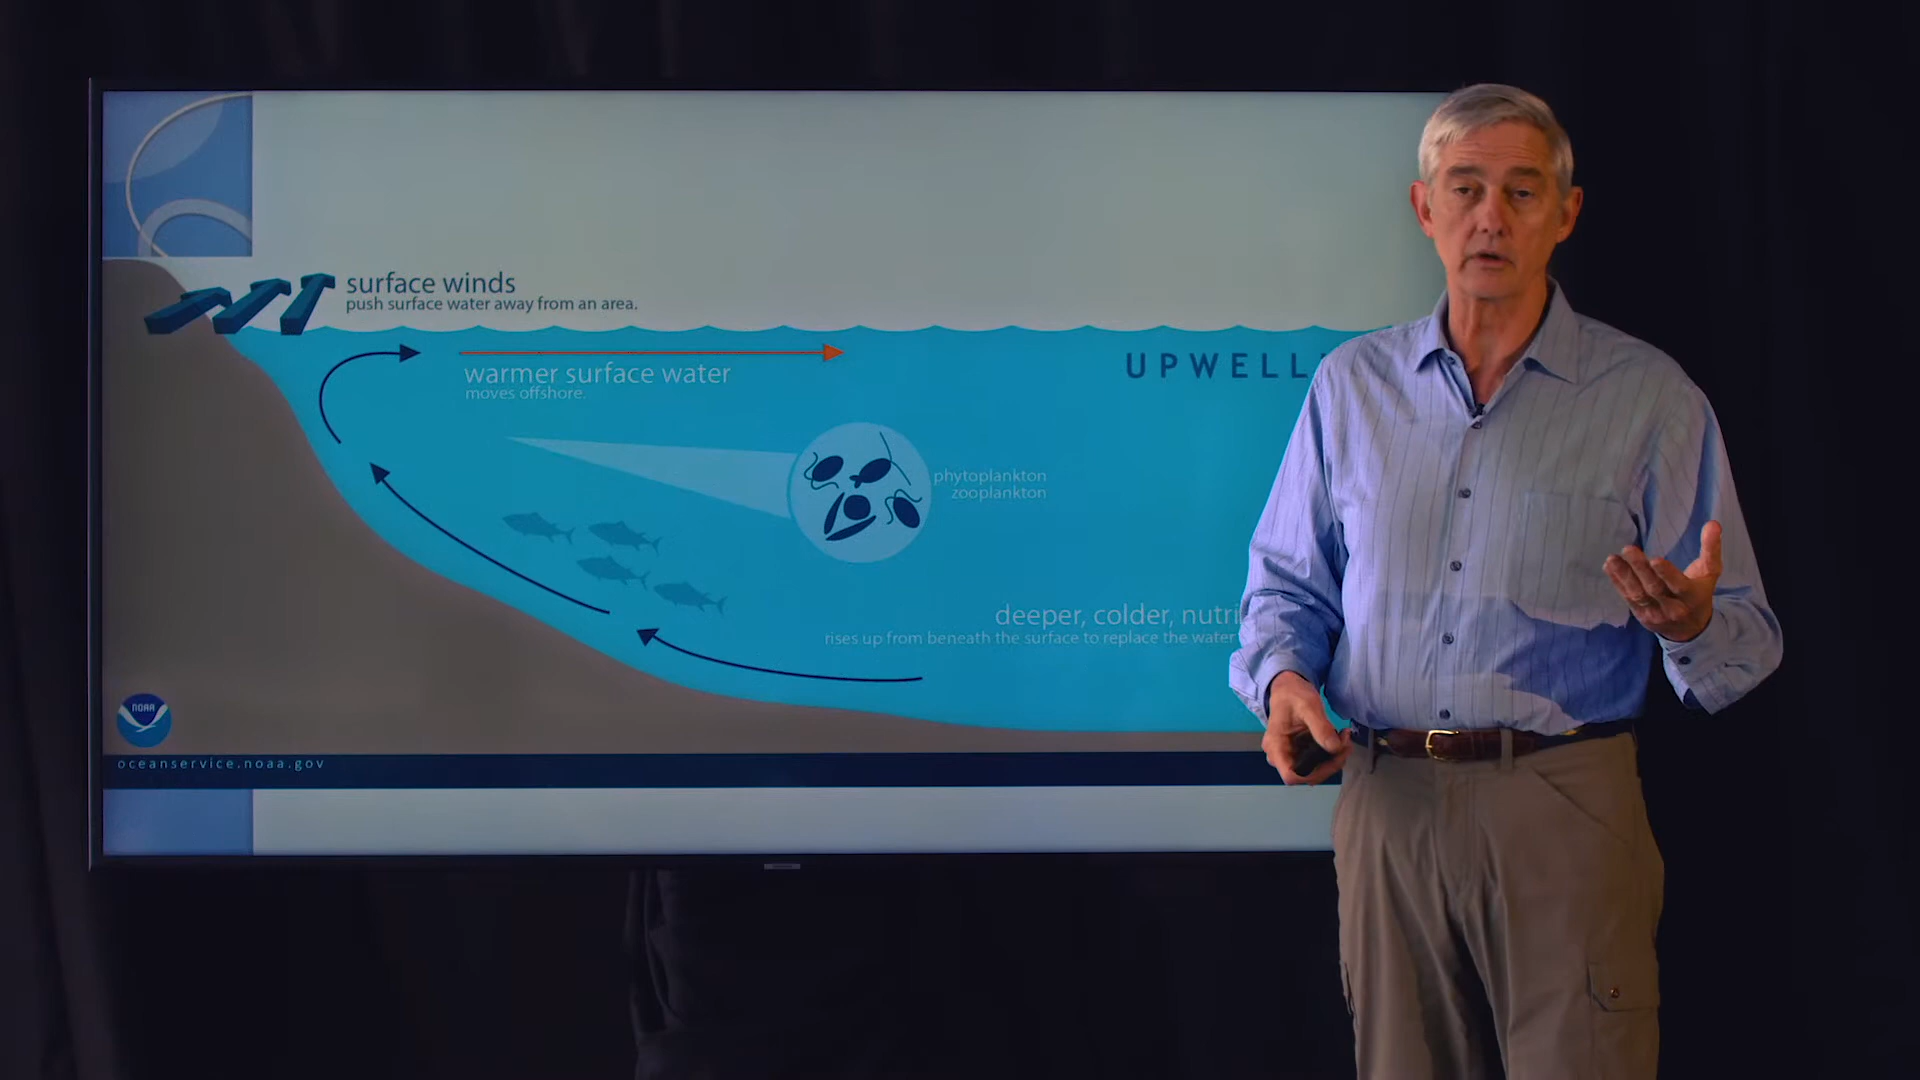 surface winds
push surface water away from an area.
warmer surface water
moves offshore.
UPWELL
phytoplankton
zooplankton
deeper, colder, nutri
rises up from beneath the surface to replace the water
NOAA
oceanservice.noaa.gov